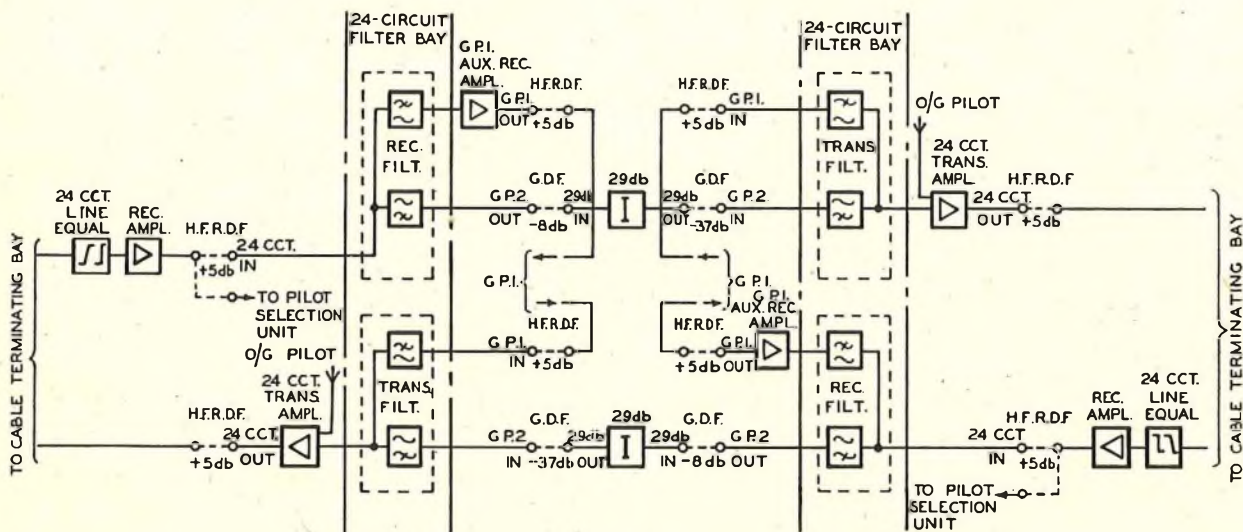 24-CIRCUIT
FILTER BAY
G.P.I.
AUX. REC.
AMPL.
H.F.R.D.F.
G.P.I.
OUT
+5db
REC.
FILT.
G.P.2
OUT
G.D.F.
-8db
29db
IN
29db
I
H.F.R.D.F.
+5db
G.P.I.
IN
29db
OUT
G.D.F.
-37db
G.P.2
IN
24-CIRCUIT
FILTER BAY
TRANS
FILT.
O/G PILOT
24 CCT.
TRANS.
AMPL.
H.F.R.D.F
24 CCT.
OUT
+5db
24 CCT.
LINE
EQUAL
REC.
AMPL.
H.F.R.D.F.
+5db
24 CCT.
IN
TO PILOT
SELECTION
UNIT
G.P.I.
G.P.I.
TO CABLE TERMINATING BAY
O/G PILOT
24 CCT.
TRANS.
AMPL.
H.F.R.D.F.
+5db
24 CCT.
OUT
TRANS.
FILT.
G.P.I.
IN
H.F.R.D.F.
+5db
G.P.2
IN
G.D.F.
-37db
29db
OUT
29db
I
H.F.R.D.F.
+5db
G.P.I.
OUT
G.P.I.
AUX. REC.
AMPL.
29db
IN
G.D.F.
-8db
G.P.2
OUT
REC.
FILT.
24 CCT.
IN
H.F.R.D.F
+5db
REC.
AMPL.
24 CCT.
LINE
EQUAL
TO PILOT
SELECTION
UNIT
TO CABLE TERMINATING BAY